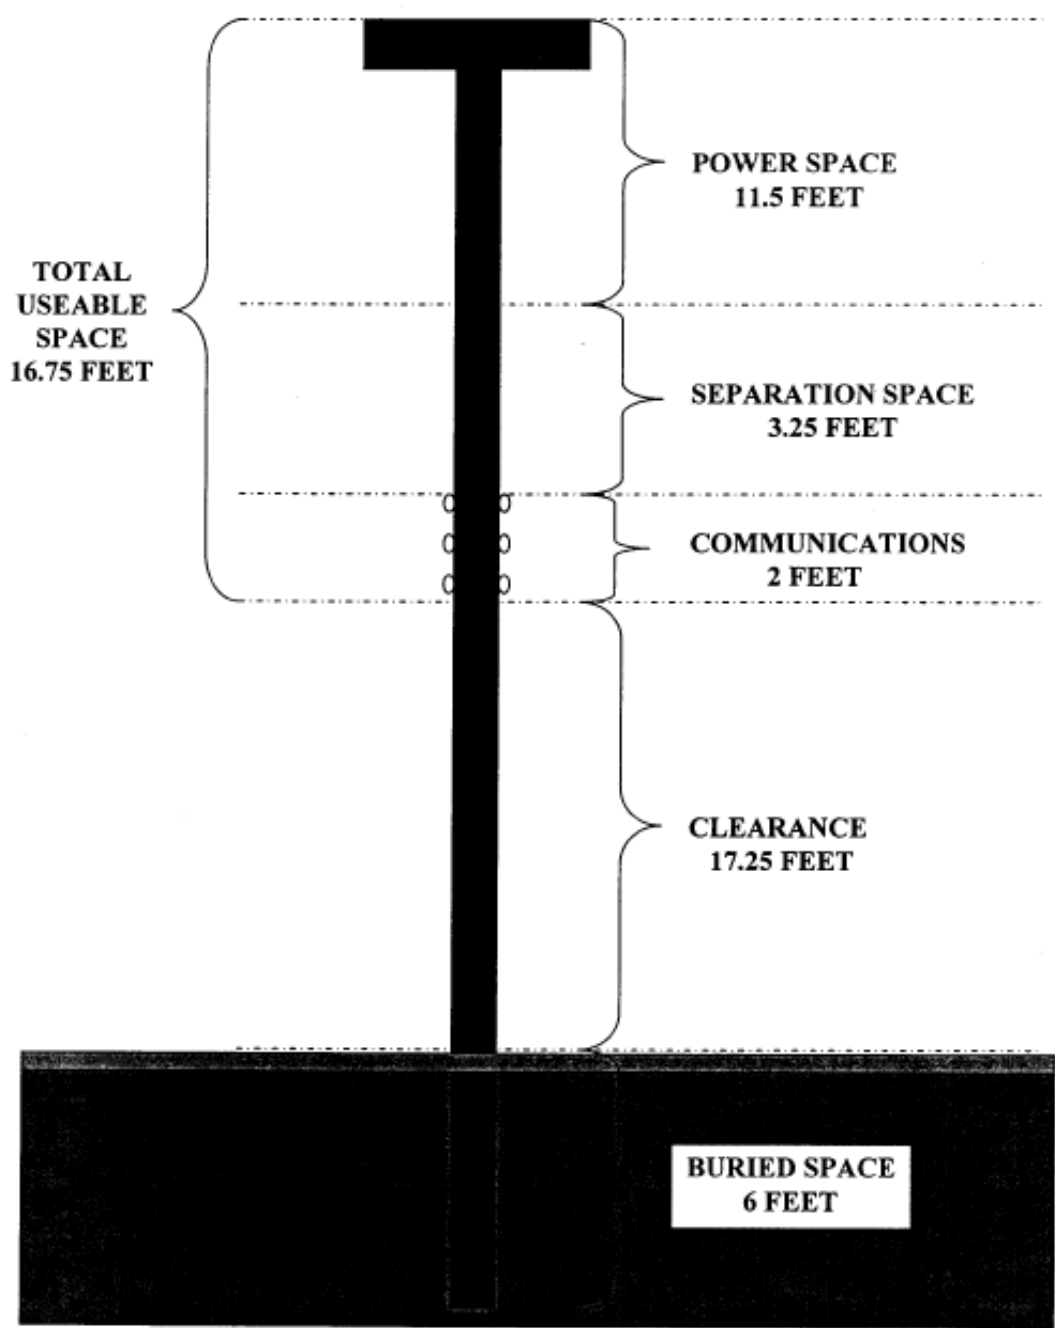 POWER SPACE
11.5 FEET
TOTAL
USEABLE
SPACE
16.75 FEET
SEPARATION SPACE
3.25 FEET
COMMUNICATIONS
2 FEET
CLEARANCE
17.25 FEET
BURIED SPACE
6 FEET